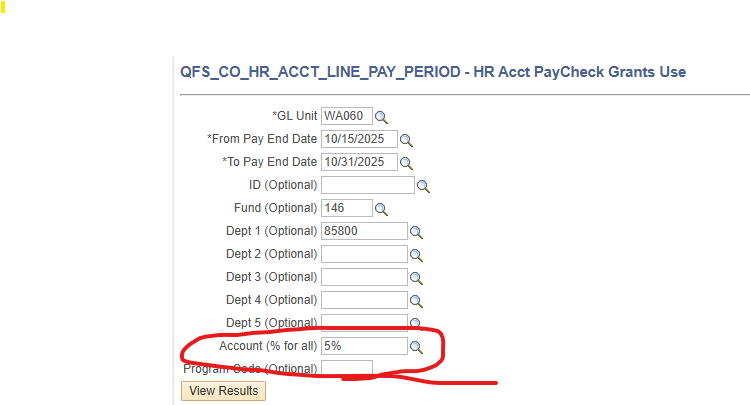 QFS_CO_HR_ACCT_LINE_PAY_PERIOD - HR Acct PayCheck Grants Use
*GL Unit WA060
*From Pay End Date 10/15/2025
*To Pay End Date 10/31/2025
ID (Optional)
Fund (Optional) 146
Dept 1 (Optional) 85800
Dept 2 (Optional)
Dept 3 (Optional)
Dept 4 (Optional)
Dept 5 (Optional)
Account (% for all) 5%
Program Code (Optional)
View Results